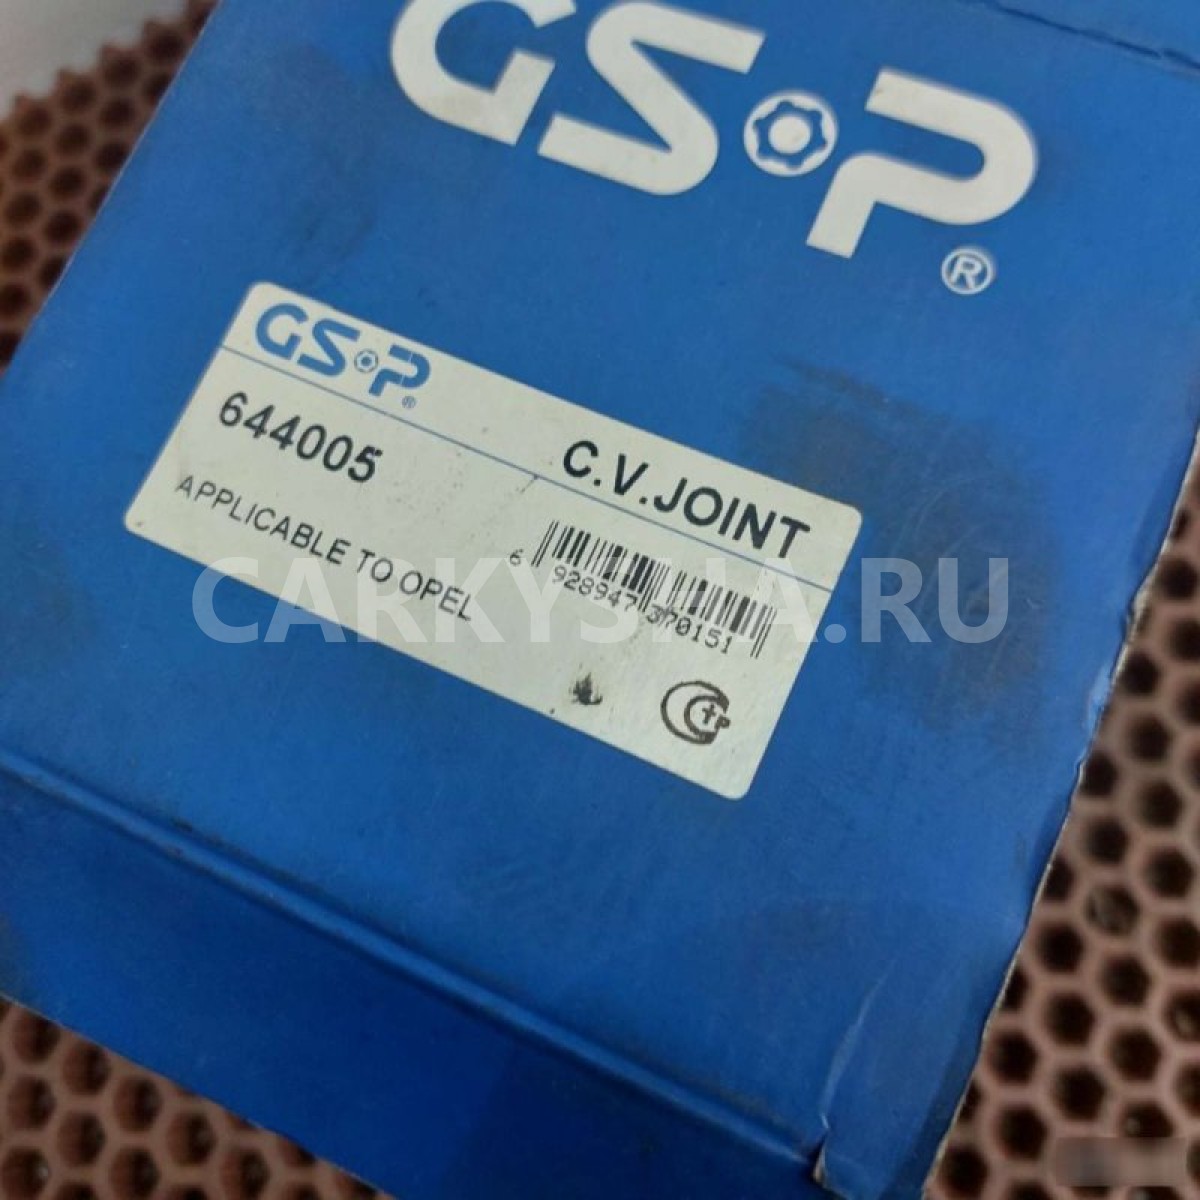 GSP®
GSP®
644005
C.V.JOINT
APPLICABLE TO OPEL
6 928947 370151
CARKYSHA.RU